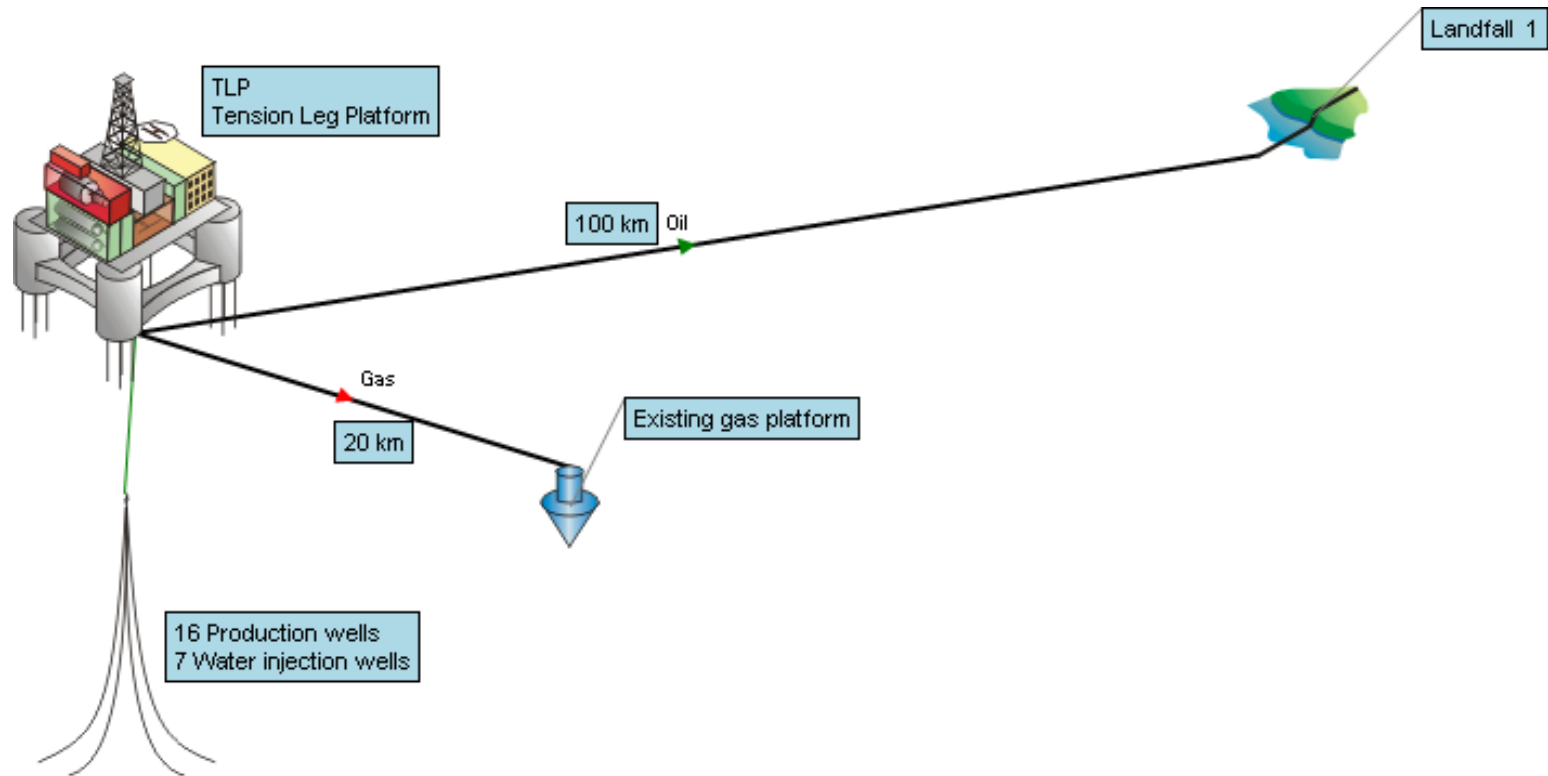 Landfall 1
TLP
Tension Leg Platform
H
100 km
Oil
Gas
20 km
Existing gas platform
16 Production wells
7 Water injection wells